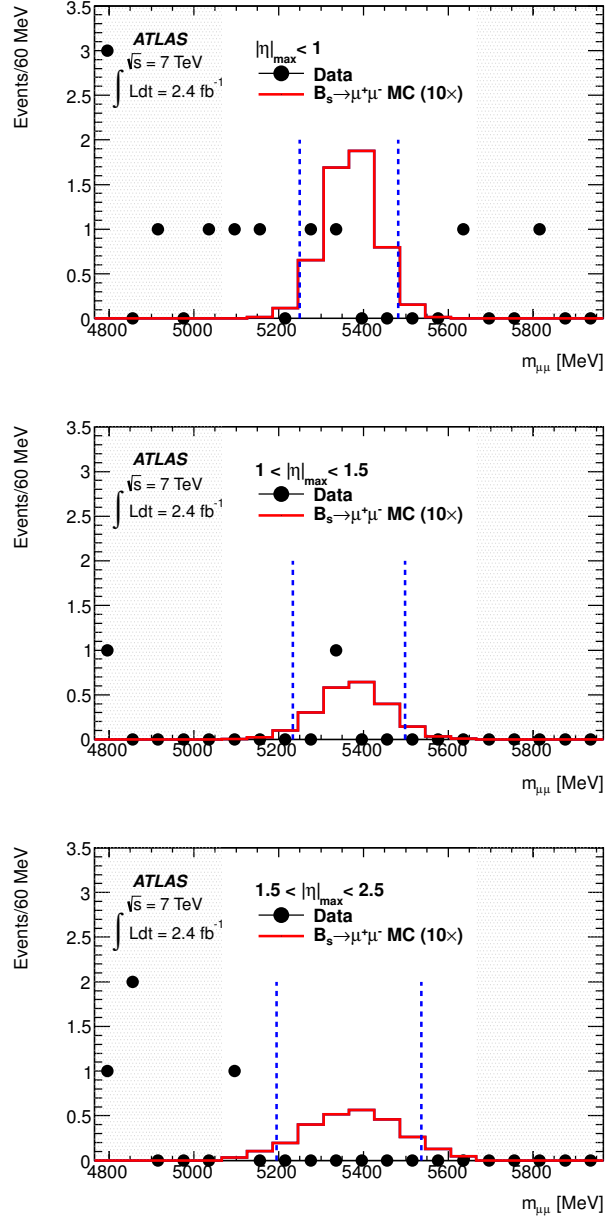 Events/60 MeV
3.5
3
2.5
2
1.5
1
0.5
0
ATLAS
√s = 7 TeV
∫ Ldt = 2.4 fb⁻¹
|η|max < 1
Data
Bs→μ⁺μ⁻ MC (10×)
4800 5000 5200 5400 5600 5800
mμμ [MeV]
Events/60 MeV
3.5
3
2.5
2
1.5
1
0.5
0
ATLAS
√s = 7 TeV
∫ Ldt = 2.4 fb⁻¹
1 < |η|max < 1.5
Data
Bs→μ⁺μ⁻ MC (10×)
4800 5000 5200 5400 5600 5800
mμμ [MeV]
Events/60 MeV
3.5
3
2.5
2
1.5
1
0.5
0
ATLAS
√s = 7 TeV
∫ Ldt = 2.4 fb⁻¹
1.5 < |η|max < 2.5
Data
Bs→μ⁺μ⁻ MC (10×)
4800 5000 5200 5400 5600 5800
mμμ [MeV]